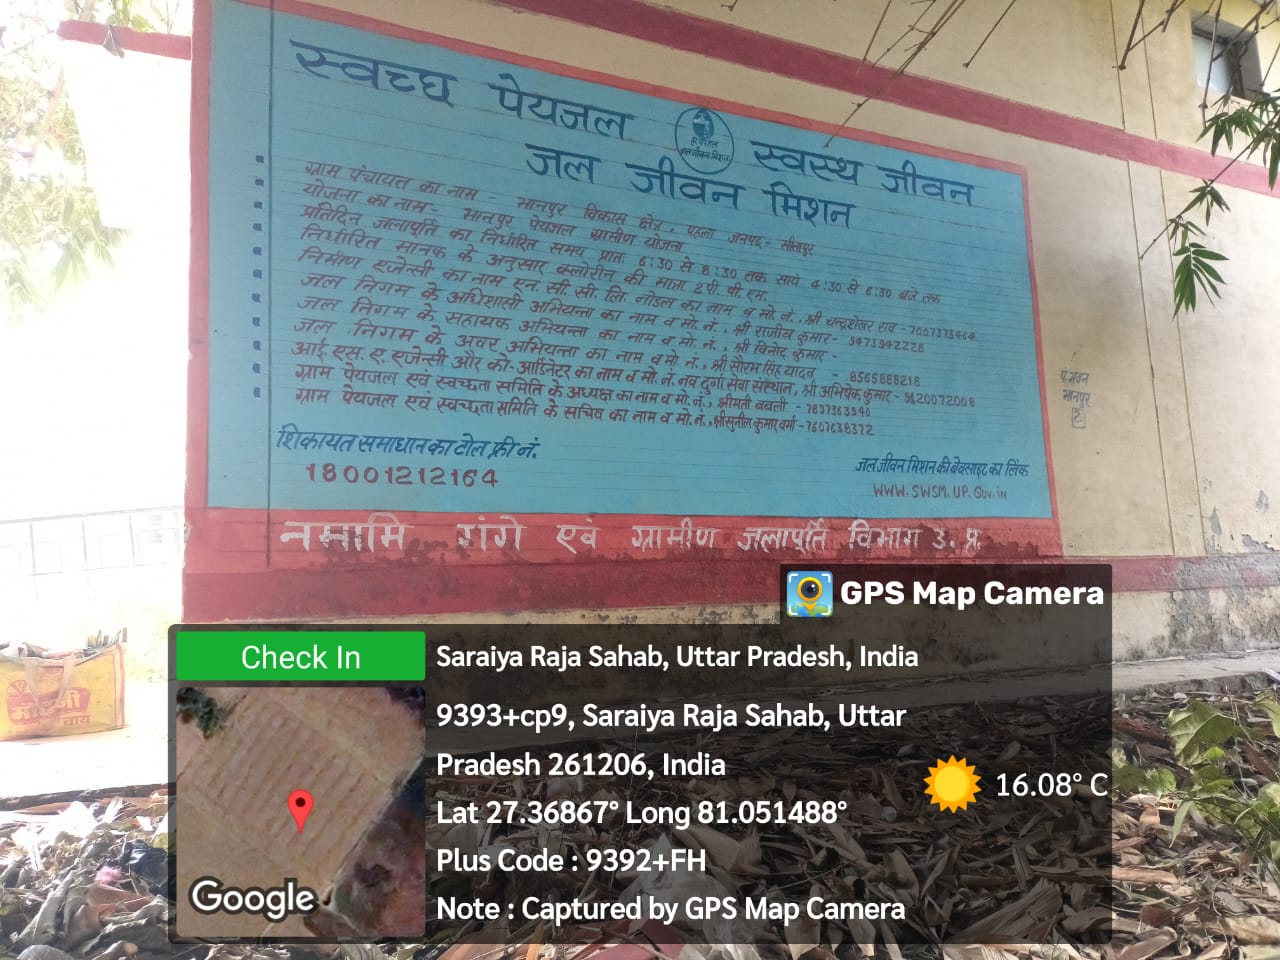 स्वच्छ पेयजल स्वस्थ जीवन
हर घर जल
जल जीवन मिशन
जल जीवन मिशन
ग्राम पंचायत का नाम - मानपुर विकास क्षेत्र, पहला जनपद - सीतापुर
योजना का नाम - मानपुर पेयजल ग्रामीण योजना
प्रतिदिन जलापूर्ति का निर्धारित समय प्रातः 6:30 से 8:30 तक सायं 4:30 से 6:30 बजे तक
निर्धारित मानक के अनुसार क्लोरीन की मात्रा 2 पी. पी. एम.
निर्माण एजेन्सी का नाम एन. सी. सी. लि. नोडल का नाम व मो. नं., श्री चन्द्रशेखर राव - 7007373464
जल निगम के अधिशासी अभियन्ता का नाम व मो. नं., श्री राजीव कुमार - 9473942228
जल निगम के सहायक अभियन्ता का नाम व मो. नं., श्री विनोद कुमार -
जल निगम के अवर अभियन्ता का नाम व मो. नं., श्री सौरभ सिंह यादव - 8565888218
आई. एस. ए. एजेन्सी और को-आर्डिनेटर का नाम व मो. नं. नव दुर्गा सेवा संस्थान, श्री अभिषेक कुमार - 9620072008
ग्राम पेयजल एवं स्वच्छता समिति के अध्यक्ष का नाम व मो. नं., श्रीमती बबली - 7897363940
ग्राम पेयजल एवं स्वच्छता समिति के सचिव का नाम व मो. नं., श्री सुनील कुमार वर्मा - 7607638372
शिकायत समाधान का टोल फ्री नं.
18001212164
जल जीवन मिशन की वेवसाइट का लिंक
WWW.SWSM.UP.Gov.in
नमामि गंगे एवं ग्रामीण जलापूर्ति विभाग उ. प्र.
पं. भवन
मानपुर
GPS Map Camera
Check In
Saraiya Raja Sahab, Uttar Pradesh, India
9393+cp9, Saraiya Raja Sahab, Uttar
Pradesh 261206, India
Lat 27.36867° Long 81.051488°
Plus Code : 9392+FH
Note : Captured by GPS Map Camera
16.08° C
Google
चाय